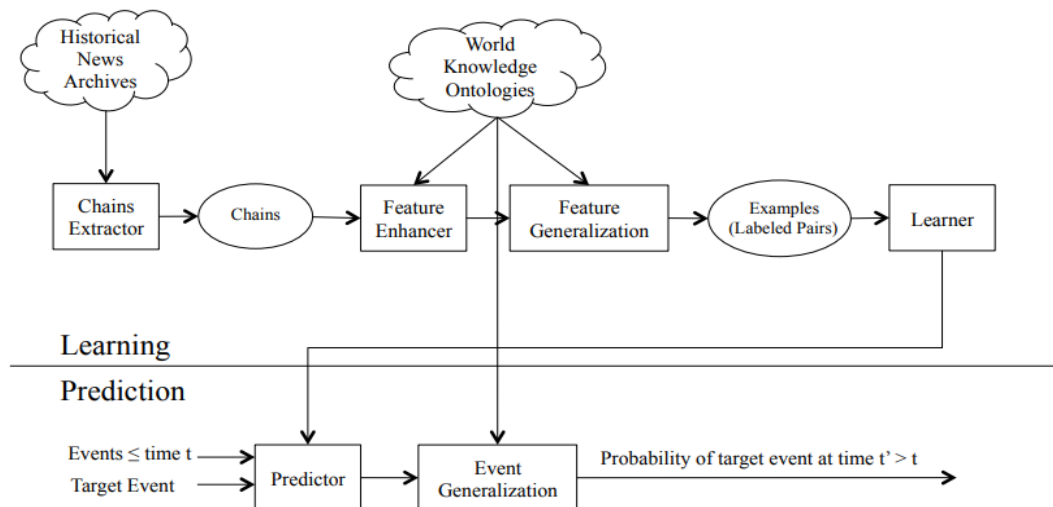 Historical
News
Archives
World
Knowledge
Ontologies
Chains
Extractor
Chains
Feature
Enhancer
Feature
Generalization
Examples
(Labeled Pairs)
Learner
Learning
Prediction
Events ≤ time t
Target Event
Predictor
Event
Generalization
Probability of target event at time t' > t